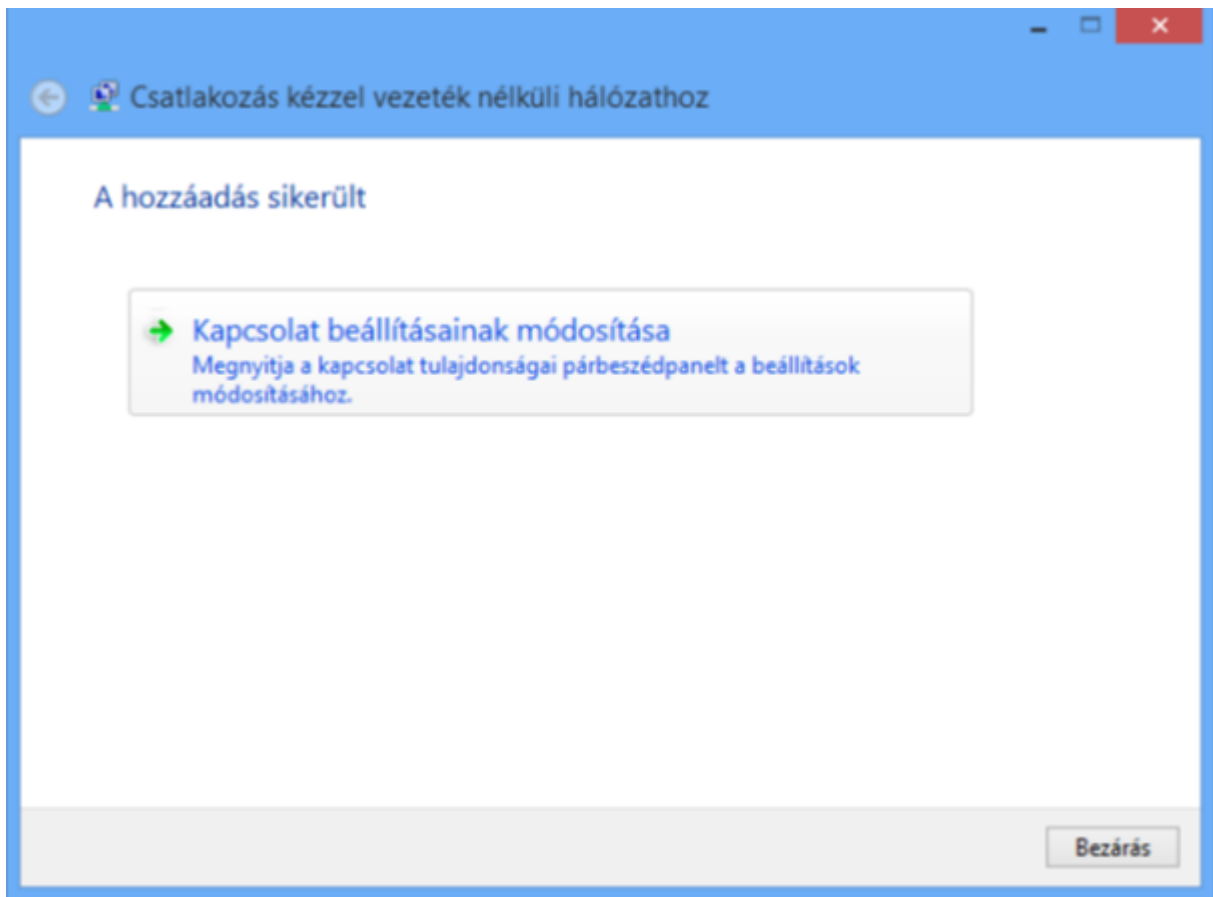 Csatlakozás kézzel vezeték nélküli hálózathoz
A hozzáadás sikerült
Kapcsolat beállításainak módosítása
Megnyitja a kapcsolat tulajdonságai párbeszédpanelt a beállítások
módosításához.
Bezárás